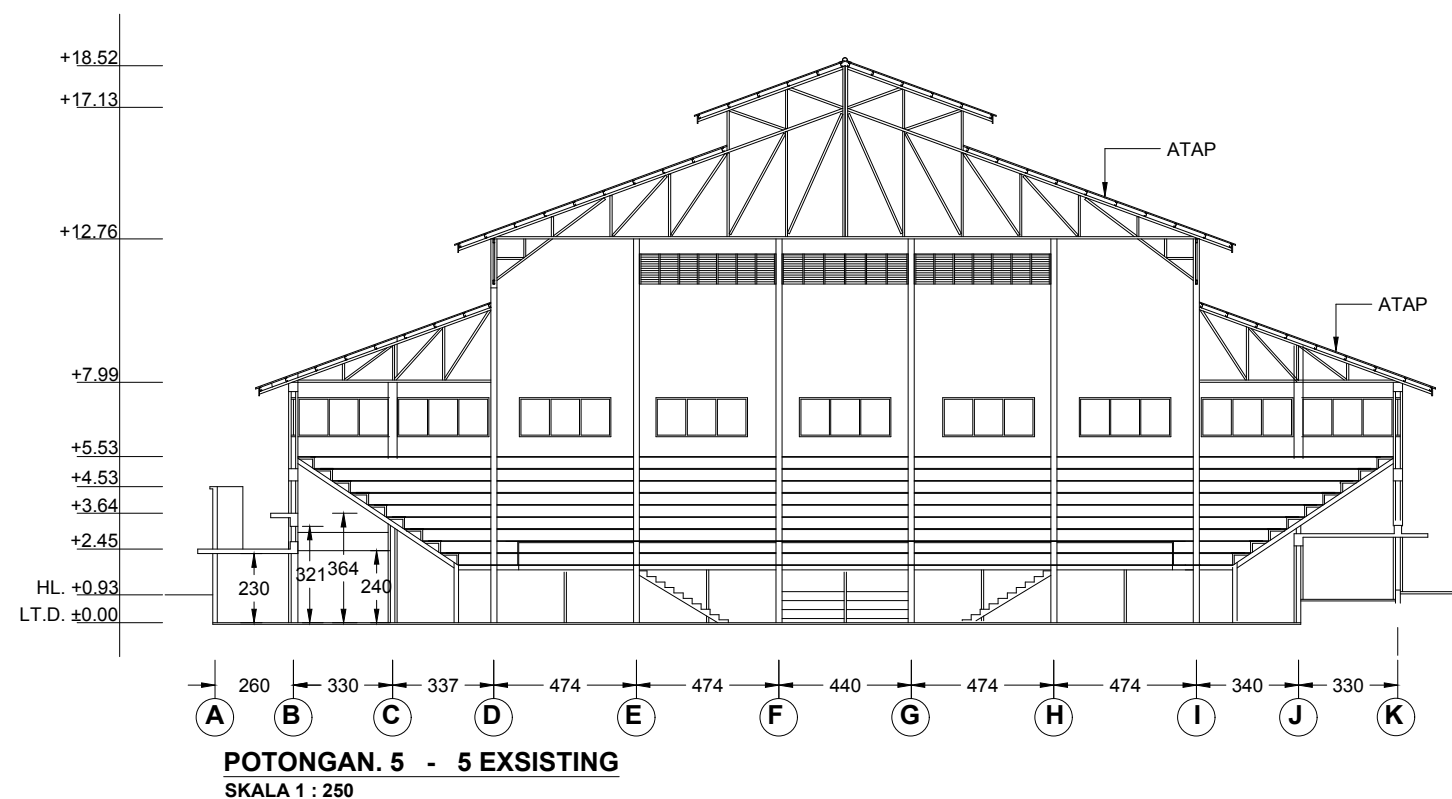 +18.52
+17.13
ATAP
+12.76
ATAP
+7.99
+5.53
+4.53
+3.64
+2.45
HL. +0.93
LT.D. ±0.00
230 321 364 240
260 330 337 474 474 440 474 474 340 330
A B C D E F G H I J K
POTONGAN. 5 - 5 EXSISTING
SKALA 1 : 250